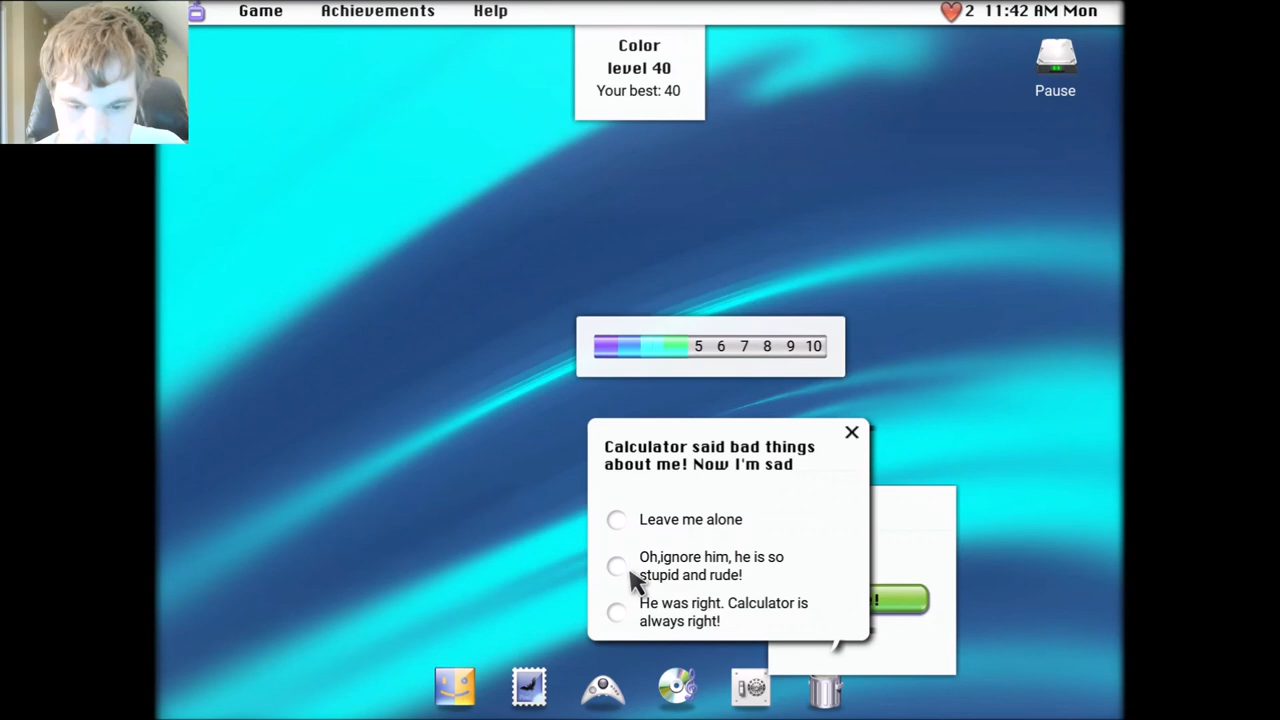 Game Achievements Help 2 11:42 AM Mon
Color
level 40
Your best: 40
Pause
5 6 7 8 9 10
Calculator said bad things
about me! Now I'm sad
Leave me alone
Oh,ignore him, he is so
stupid and rude!
He was right. Calculator is
always right!